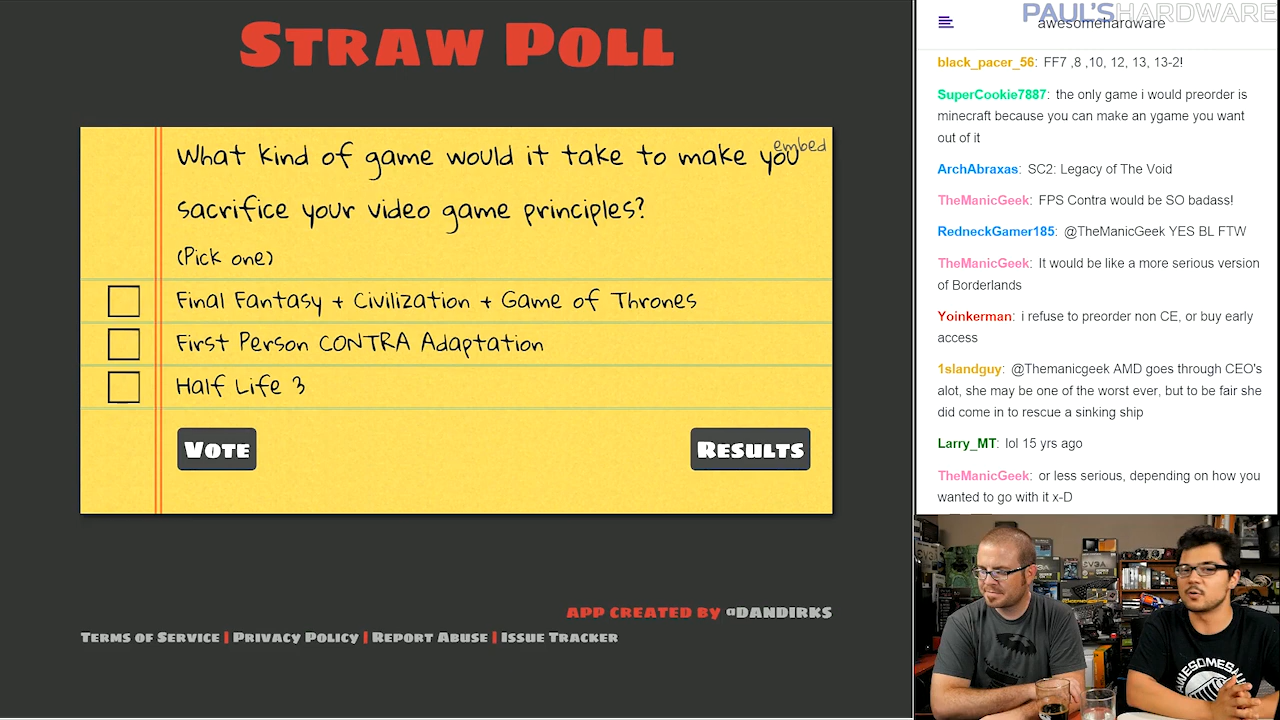 STRAW POLL
What kind of game would it take to make you
embed
sacrifice your video game principles?
(Pick one)
Final Fantasy + Civilization + Game of Thrones
First Person CONTRA Adaptation
Half Life 3
VOTE
RESULTS
APP CREATED BY @DANDIRKS
TERMS OF SERVICE | PRIVACY POLICY | REPORT ABUSE | ISSUE TRACKER
PAUL'S HARDWARE
awesomehardware
black_pacer_56: FF7 ,8 ,10, 12, 13, 13-2!
SuperCookie7887: the only game i would preorder is
minecraft because you can make an ygame you want
out of it
ArchAbraxas: SC2: Legacy of The Void
TheManicGeek: FPS Contra would be SO badass!
RedneckGamer185: @TheManicGeek YES BL FTW
TheManicGeek: It would be like a more serious version
of Borderlands
Yoinkerman: i refuse to preorder non CE, or buy early
access
1slandguy: @Themanicgeek AMD goes through CEO's
alot, she may be one of the worst ever, but to be fair she
did come in to rescue a sinking ship
Larry_MT: lol 15 yrs ago
TheManicGeek: or less serious, depending on how you
wanted to go with it x-D
EVGA
EVGA